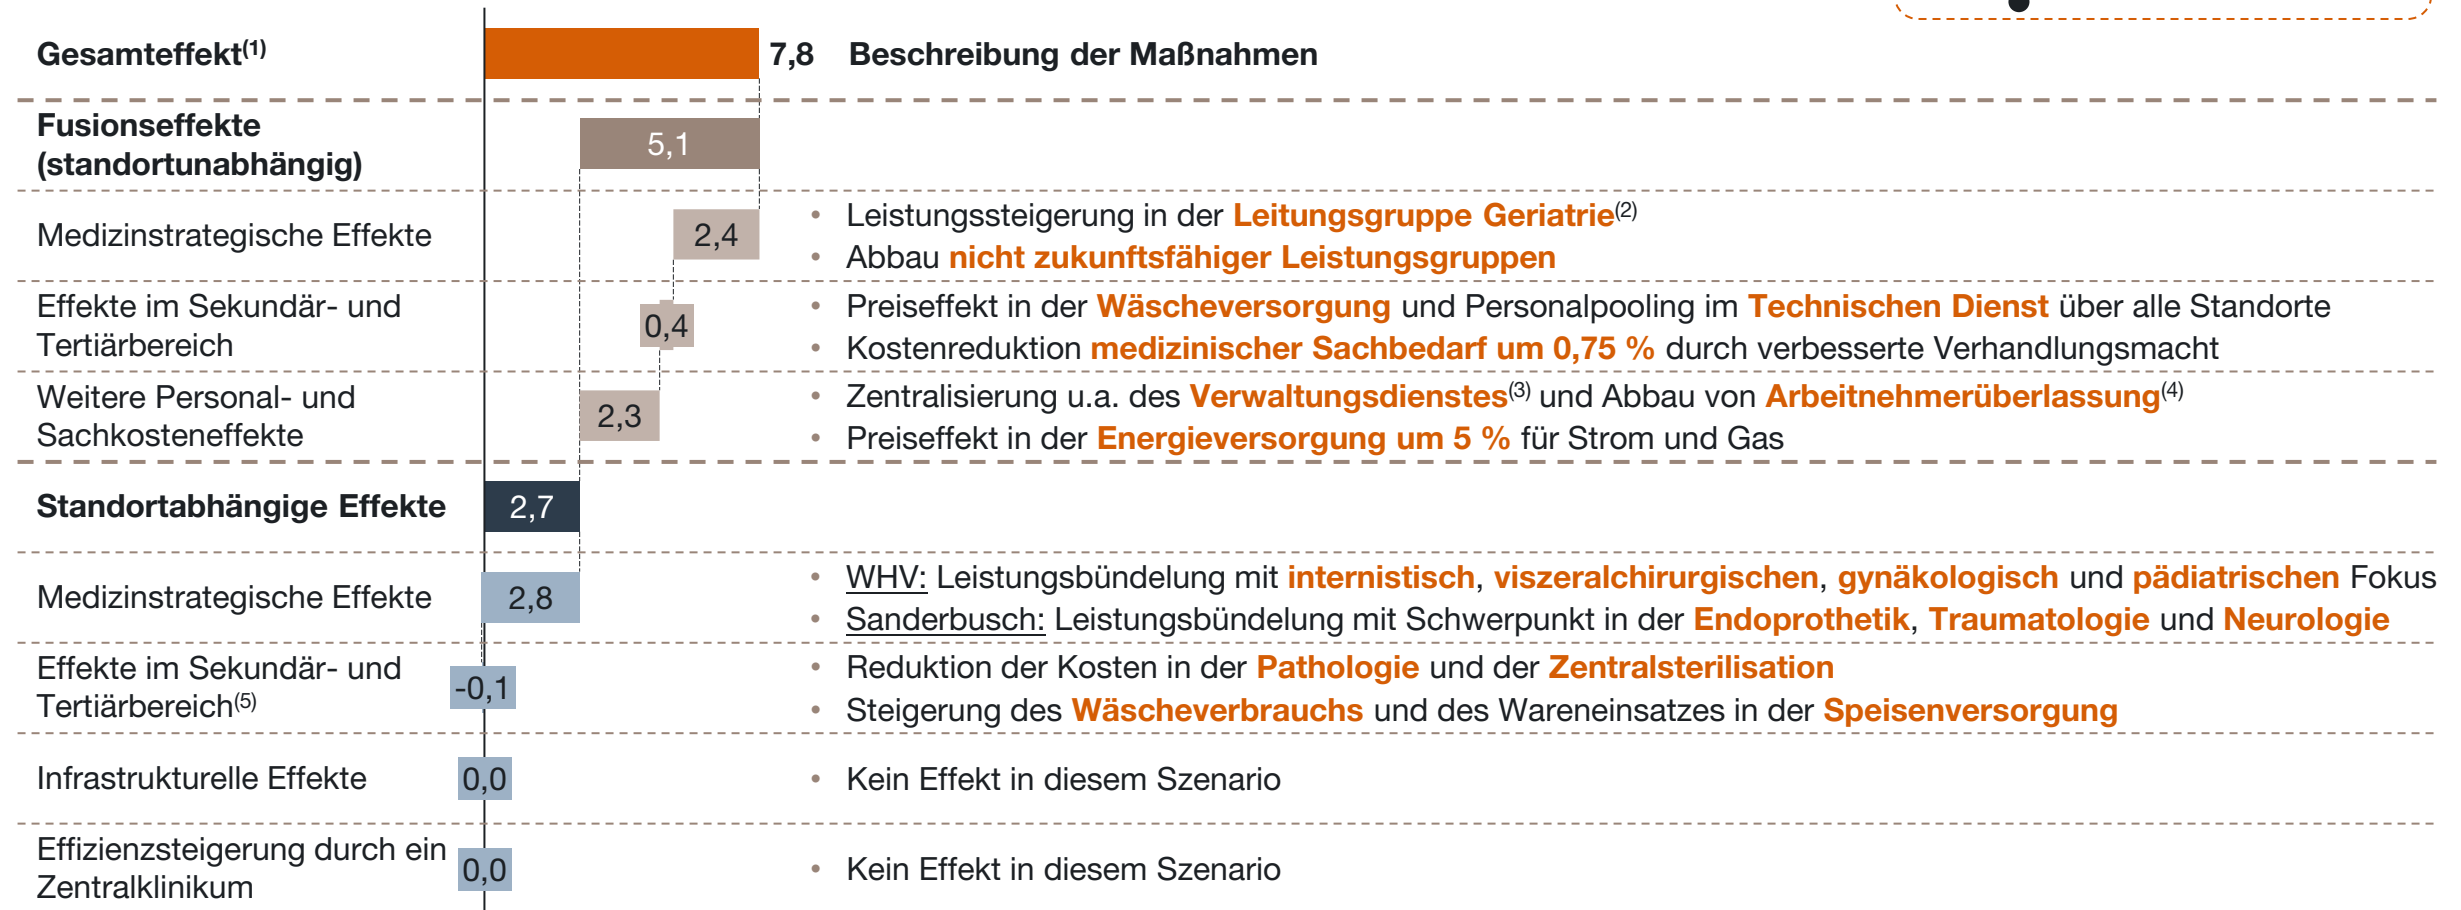 Gesamteffekt(1) 7,8 Beschreibung der Maßnahmen
Fusionseffekte
(standortunabhängig)
5,1
Medizinstrategische Effekte
2,4
• Leistungssteigerung in der Leitungsgruppe Geriatrie(2)
• Abbau nicht zukunftsfähiger Leistungsgruppen
Effekte im Sekundär- und
Tertiärbereich
0,4
• Preiseffekt in der Wäscheversorgung und Personalpooling im Technischen Dienst über alle Standorte
• Kostenreduktion medizinischer Sachbedarf um 0,75 % durch verbesserte Verhandlungsmacht
Weitere Personal- und
Sachkosteneffekte
2,3
• Zentralisierung u.a. des Verwaltungsdienstes(3) und Abbau von Arbeitnehmerüberlassung(4)
• Preiseffekt in der Energieversorgung um 5 % für Strom und Gas
Standortabhängige Effekte
2,7
Medizinstrategische Effekte
2,8
• WHV: Leistungsbündelung mit internistisch, viszeralchirurgischen, gynäkologisch und pädiatrischen Fokus
• Sanderbusch: Leistungsbündelung mit Schwerpunkt in der Endoprothetik, Traumatologie und Neurologie
Effekte im Sekundär- und
Tertiärbereich(5)
-0,1
• Reduktion der Kosten in der Pathologie und der Zentralsterilisation
• Steigerung des Wäscheverbrauchs und des Wareneinsatzes in der Speisenversorgung
Infrastrukturelle Effekte
0,0
• Kein Effekt in diesem Szenario
Effizienzsteigerung durch ein
Zentralklinikum
0,0
• Kein Effekt in diesem Szenario